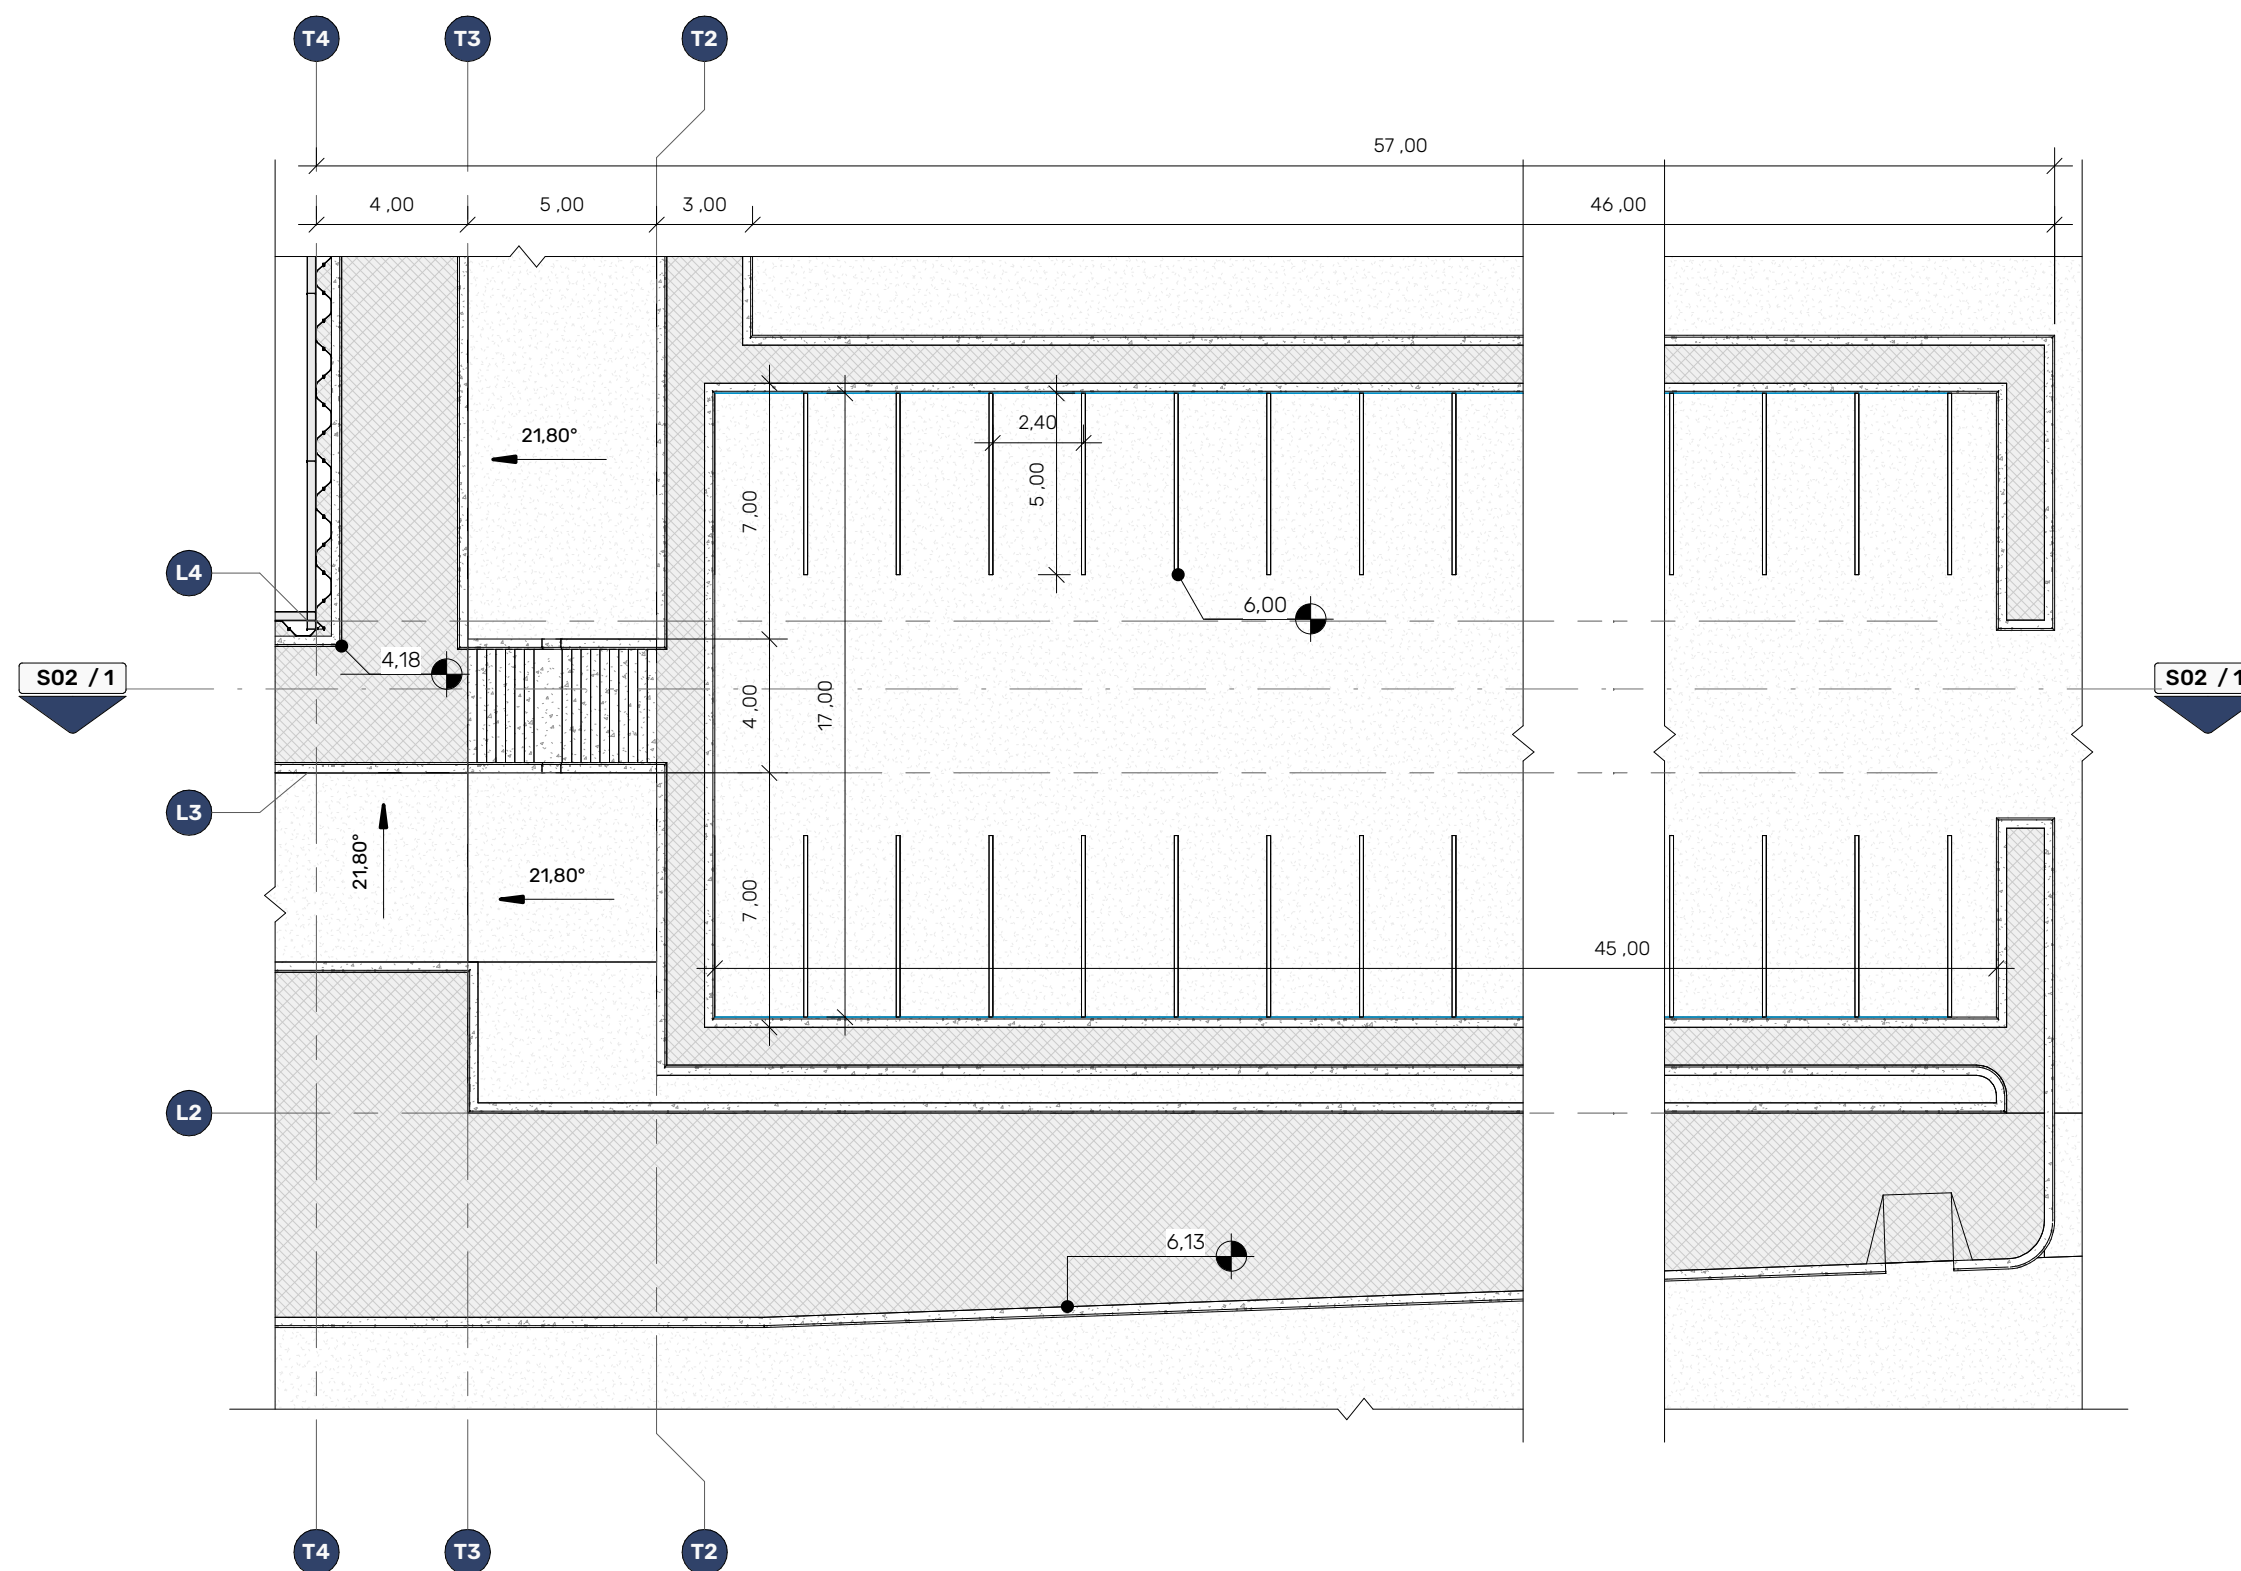 T4 T3 T2
57 ,00
4 ,00 5 ,00 3 ,00 46 ,00
2,40
21,80°
5 ,00
7,00
L4
6,00
4,18
S02 / 1
S02 / 1
4 ,00
17,00
L3
21,80°
21,80°
7,00
45 ,00
L2
6,13
T4 T3 T2